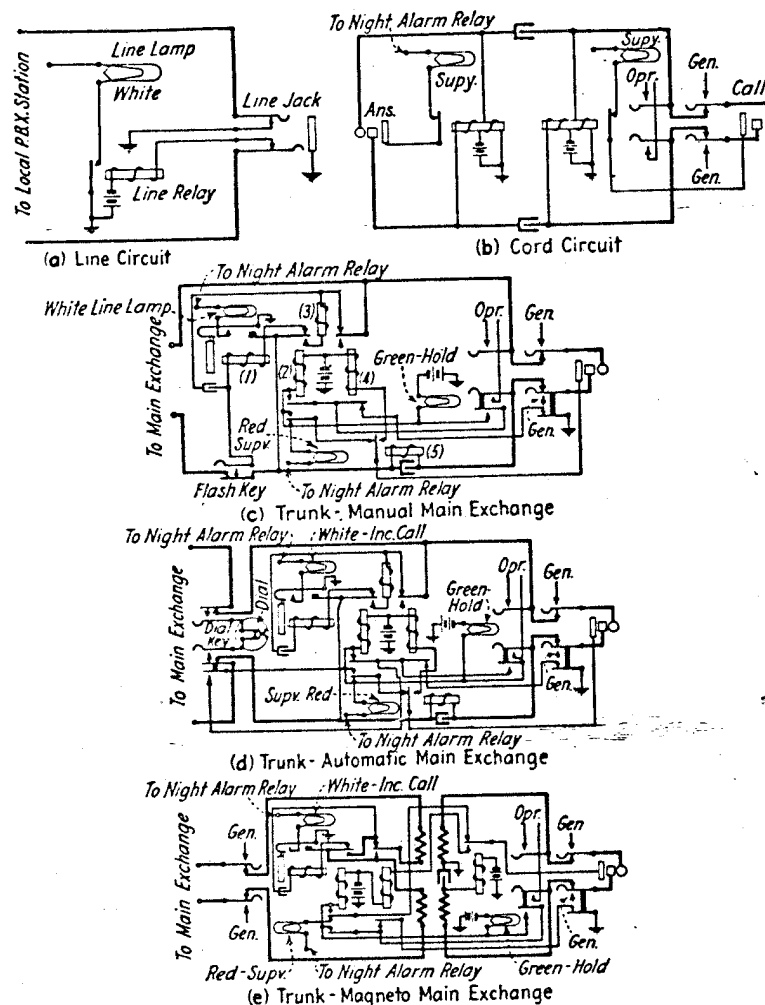 To Local P.B.X. Station
Line Lamp
White
Line Jack
Line Relay
(a) Line Circuit
To Night Alarm Relay
Supy.
Ans.
Supy.
Opr.
Gen.
Call
Gen.
(b) Cord Circuit
To Night Alarm Relay
White Line Lamp
To Main Exchange
(1)
(2)
(3)
(4)
(5)
Green-Hold
Opr.
Gen.
Gen.
Red
Supv.
Flash Key
To Night Alarm Relay
(c) Trunk - Manual Main Exchange
To Night Alarm Relay
White-Inc. Call
To Main Exchange
Dial
Key
Dial
Green-
Hold
Opr.
Gen.
Gen.
Supv. Red
To Night Alarm Relay
(d) Trunk - Automatic Main Exchange
To Night Alarm Relay
White-Inc. Call
To Main Exchange
Gen.
Gen.
Opr.
Gen
Gen.
Red-Supv.
To Night Alarm Relay
Green-Hold
(e) Trunk - Magneto Main Exchange